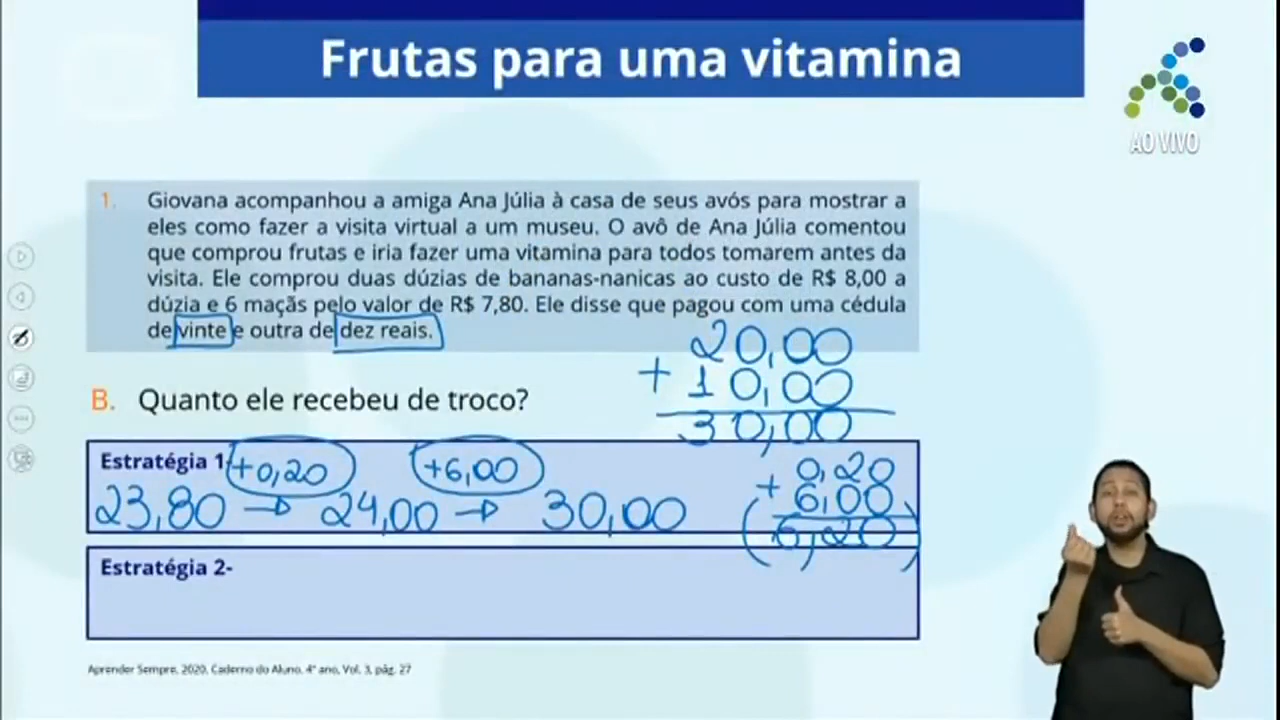 Frutas para uma vitamina
AO VIVO
1. Giovana acompanhou a amiga Ana Júlia à casa de seus avós para mostrar a
eles como fazer a visita virtual a um museu. O avô de Ana Júlia comentou
que comprou frutas e iria fazer uma vitamina para todos tomarem antes da
visita. Ele comprou duas dúzias de bananas-nanicas ao custo de R$ 8,00 a
dúzia e 6 maçãs pelo valor de R$ 7,80. Ele disse que pagou com uma cédula
de vinte e outra de dez reais.
20,00
+ 10,00
30,00
B. Quanto ele recebeu de troco?
Estratégia 1-
+0,20 +6,00
23,80 → 24,00 → 30,00
0,20
+ 6,00
(6,20)
Estratégia 2-
Aprender Sempre, 2020, Caderno do Aluno, 4º ano, Vol. 3, pág. 27